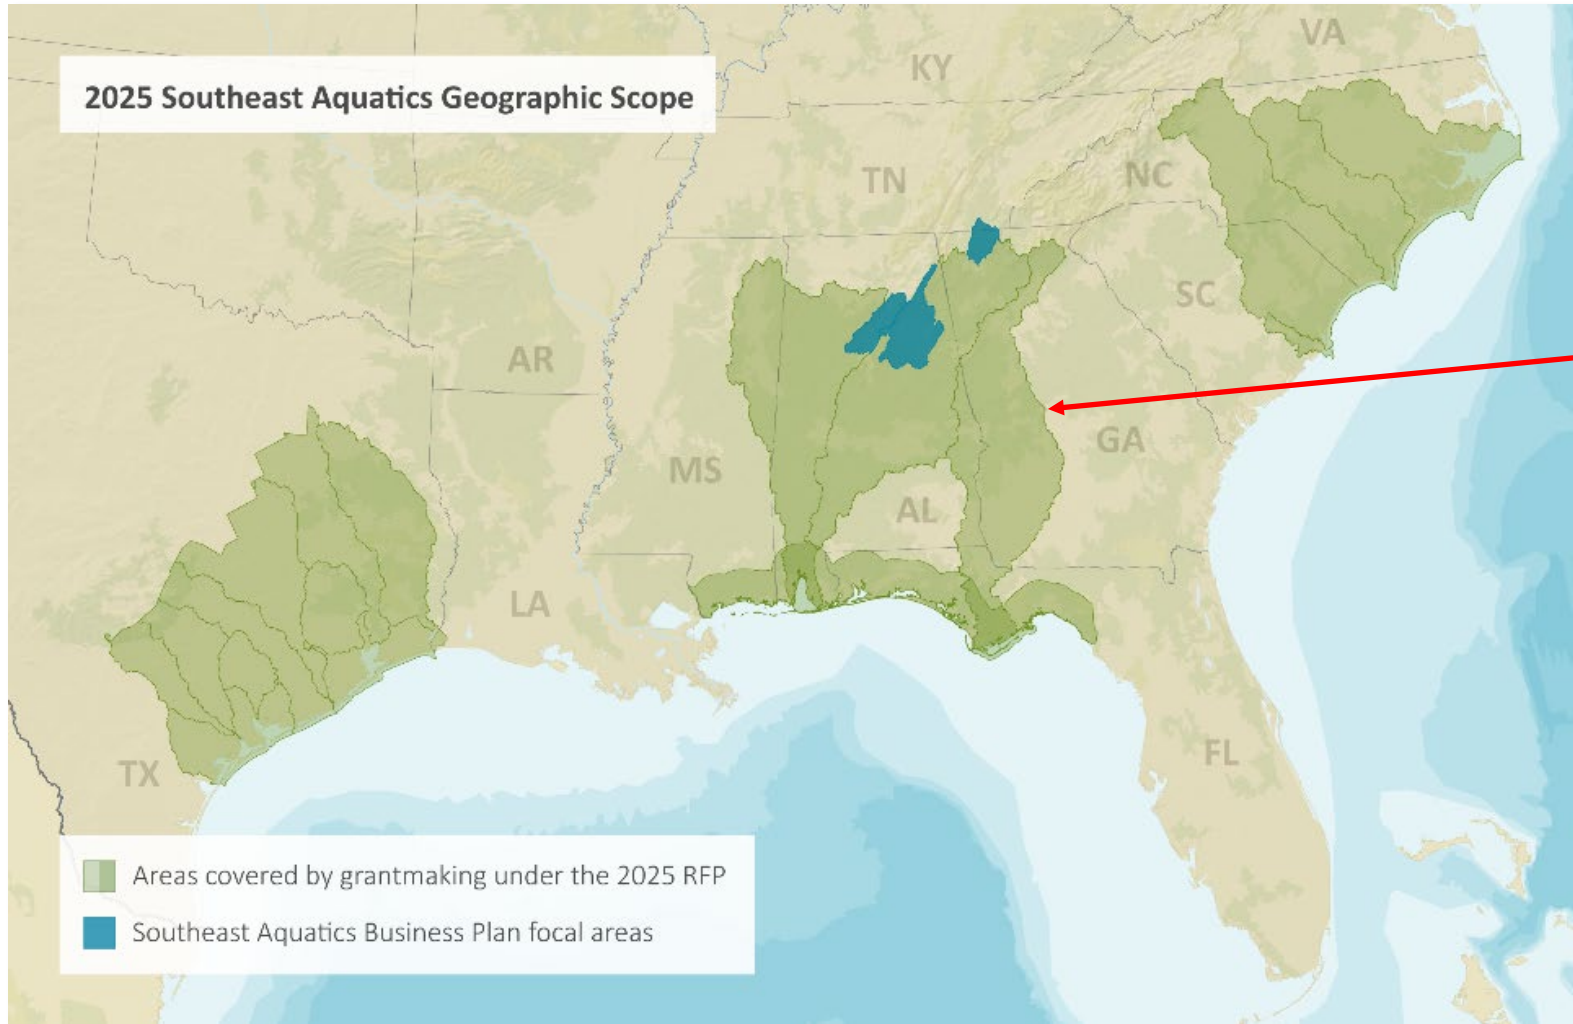 2025 Southeast Aquatics Geographic Scope
VA
KY
TN
NC
SC
AR
MS
AL
GA
LA
TX
FL
Areas covered by grantmaking under the 2025 RFP
Southeast Aquatics Business Plan focal areas